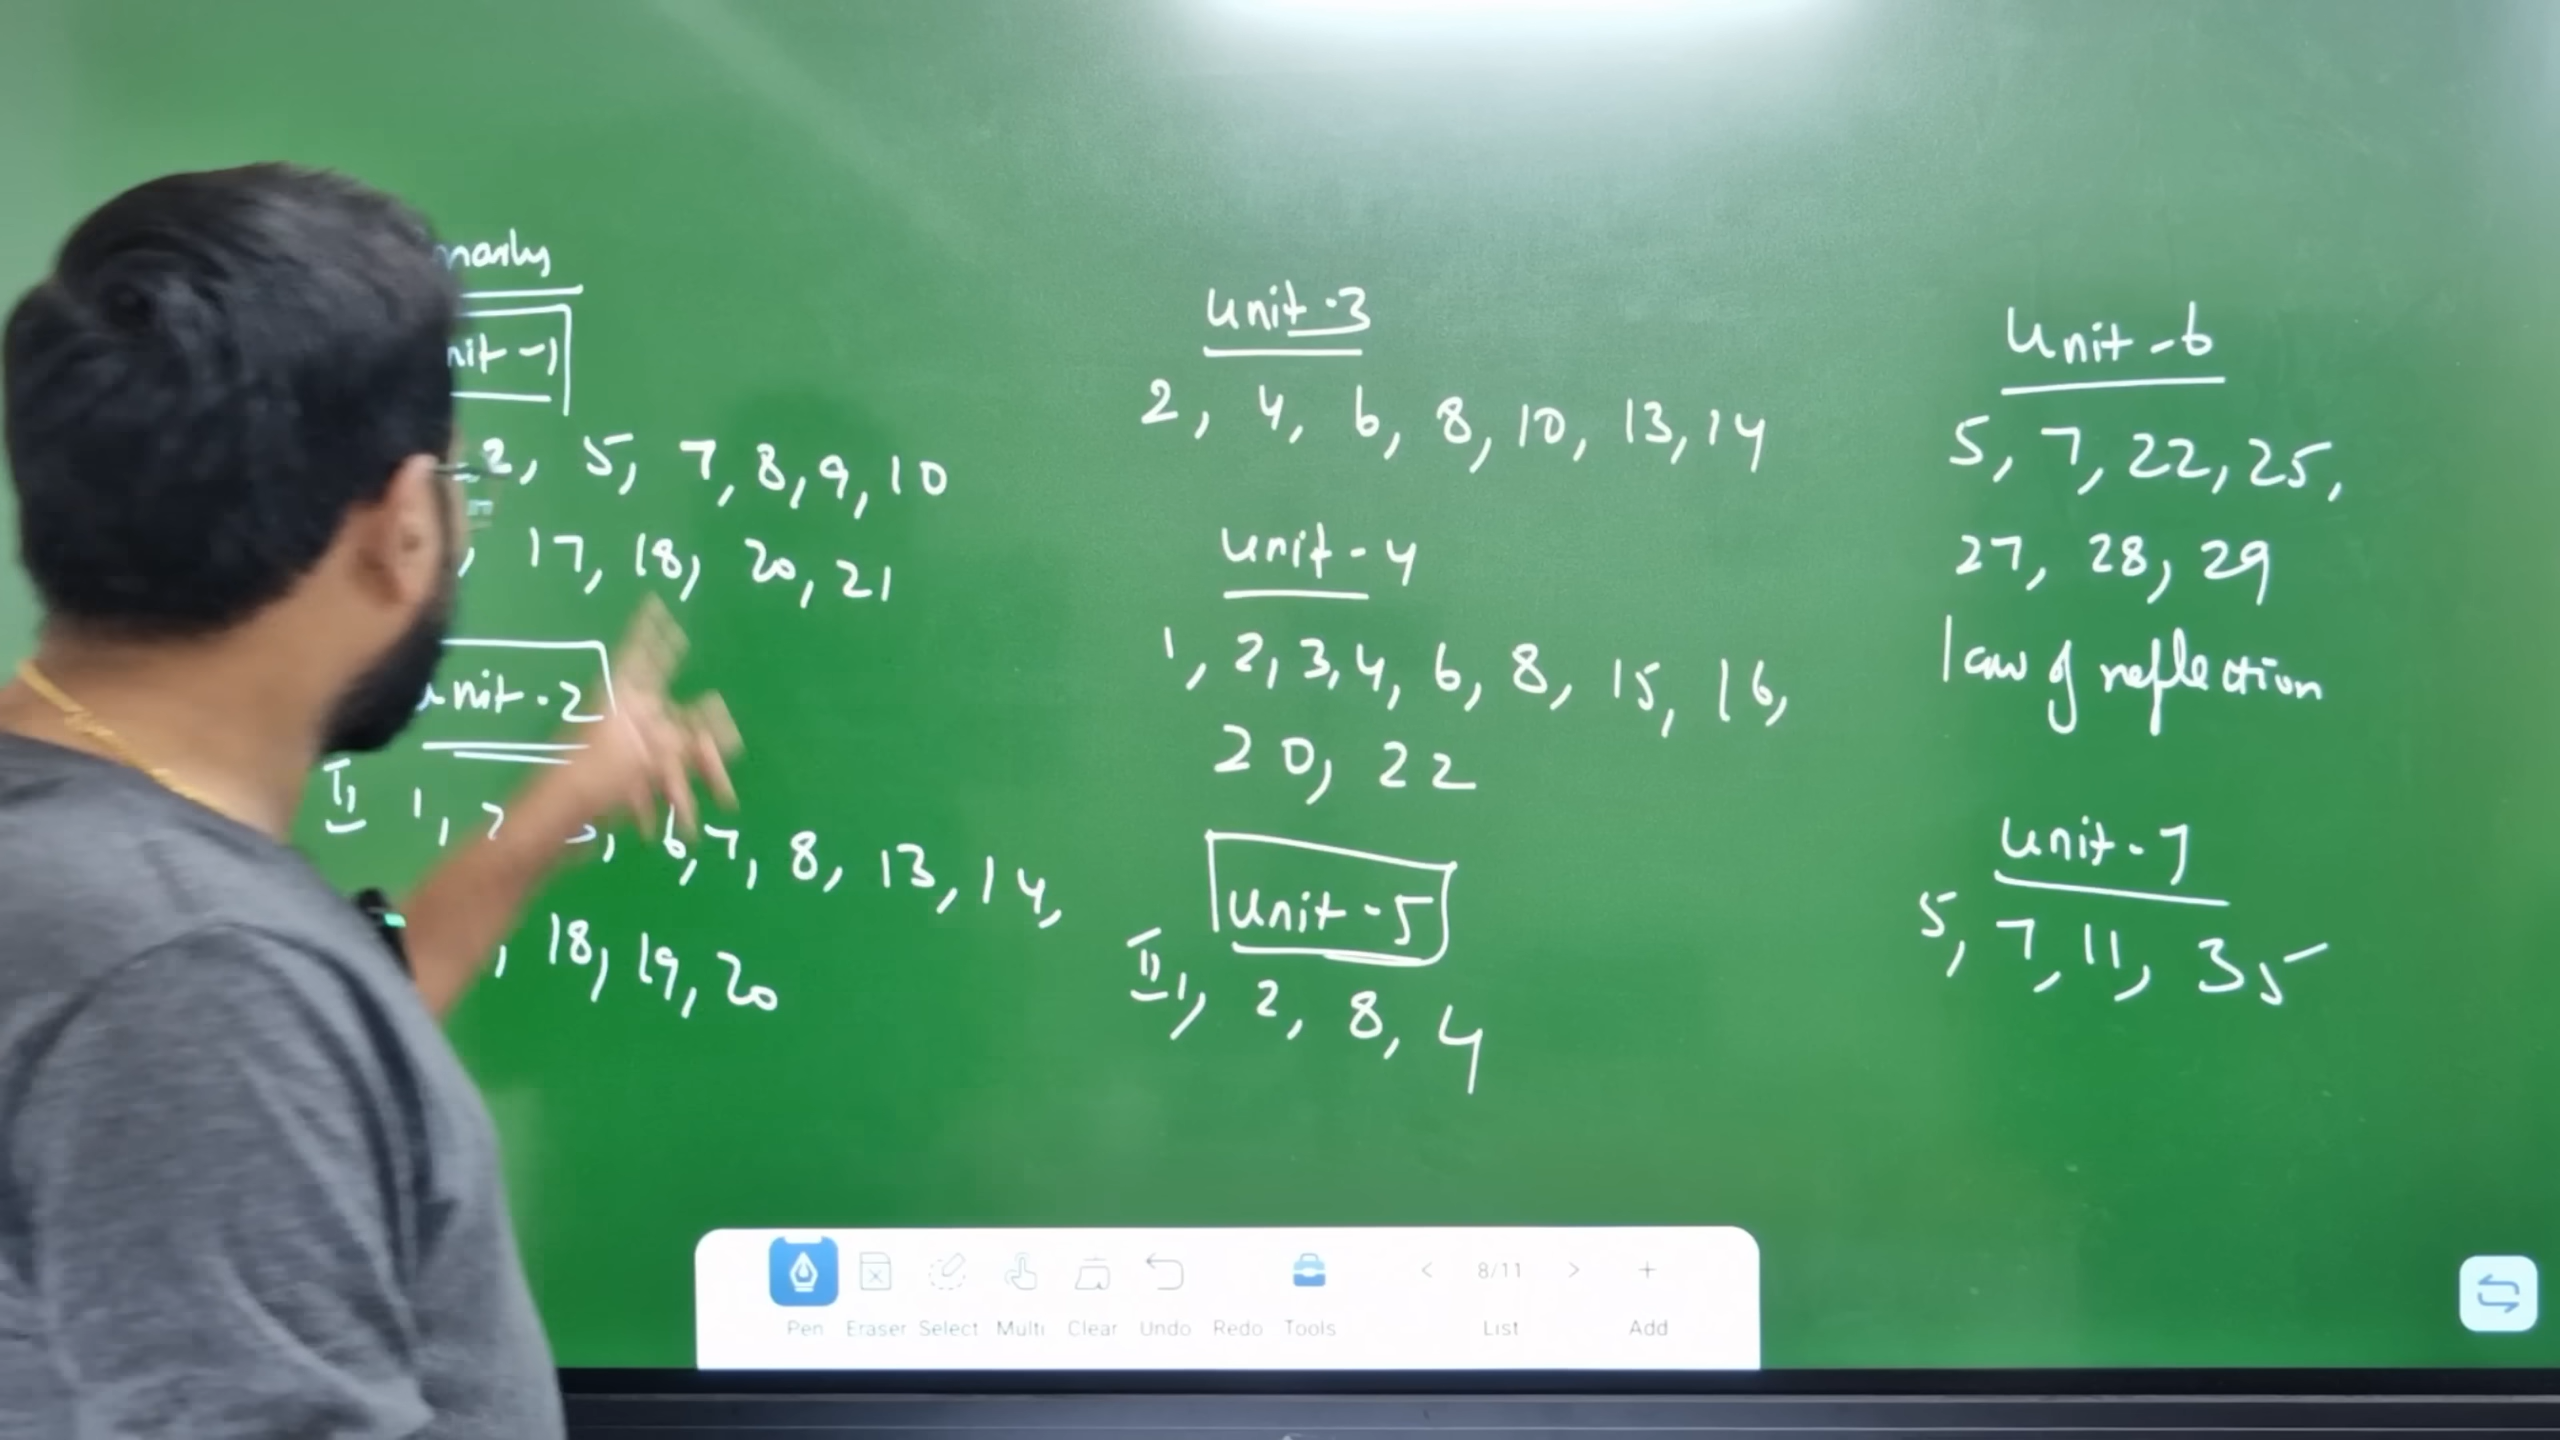 unit-3
2, 4, 6, 8, 10, 13, 14
unit-4
1, 2, 3, 4, 6, 8, 15, 16,
20, 22
unit-5
II 1, 2, 8, 4
Unit-6
5, 7, 22, 25,
27, 28, 29
law of reflection
unit-7
5, 7, 11, 35
nit-1
2, 5, 7, 8, 9, 10
, 17, 18, 20, 21
unit-2
II 1, 6, 7, 8, 13, 14,
, 18, 19, 20
8/11
Pen Eraser Select Multi Clear Undo Redo Tools List Add